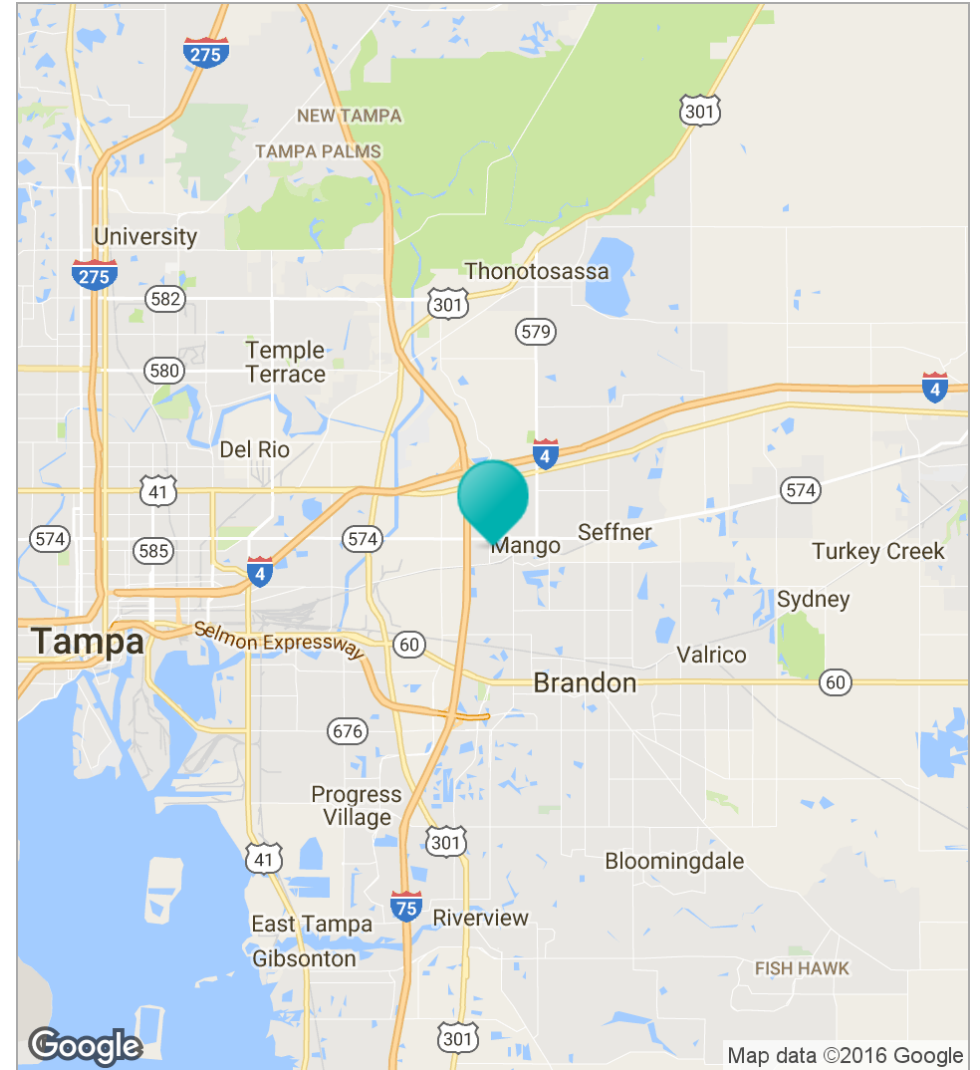 275
301
NEW TAMPA
TAMPA PALMS
University
275
Thonotosassa
582
301
579
Temple
Terrace
580
4
Del Rio
4
41
574
574
585
574
Mango
Seffner
Turkey Creek
4
Sydney
Tampa
Selmon Expressway
60
Valrico
Brandon
60
676
Progress
Village
301
41
Bloomingdale
75
Riverview
East Tampa
Gibsonton
FISH HAWK
301
Google
Map data ©2016 Google